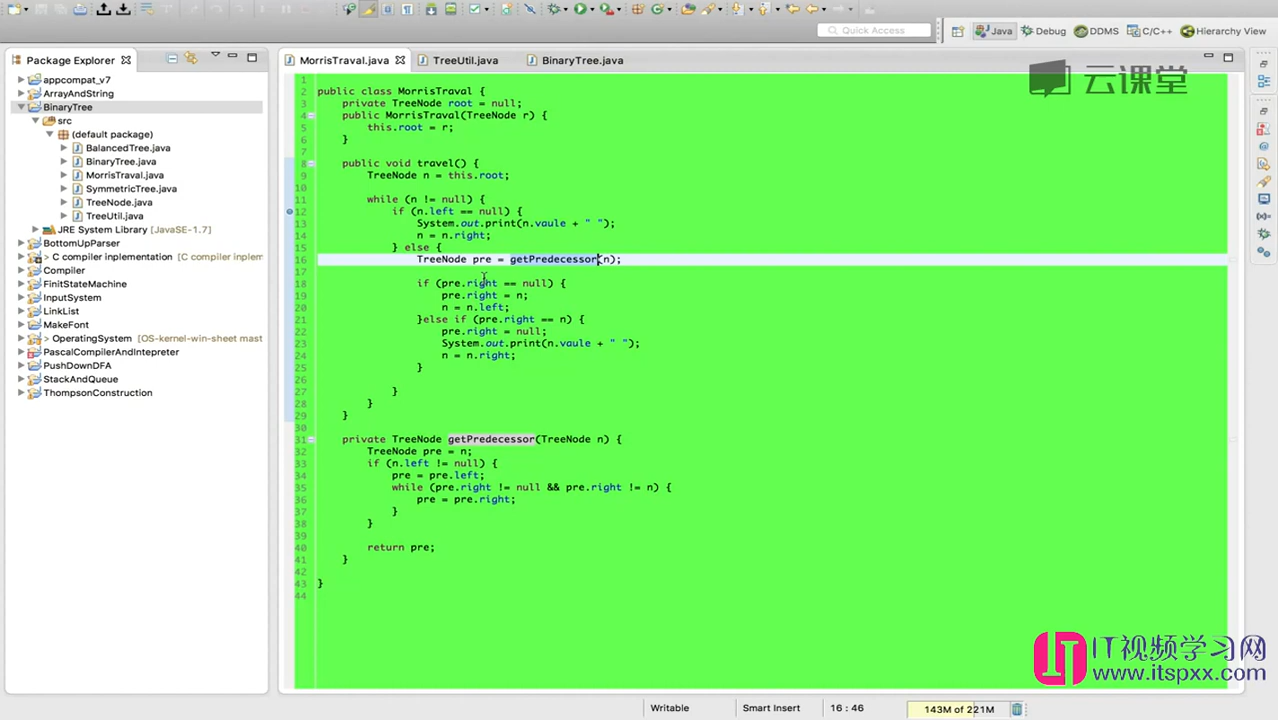 Quick Access
Java
Debug
DDMS
C/C++
Hierarchy View
Package Explorer
MorrisTraval.java
TreeUtil.java
BinaryTree.java
云课堂
appcompat_v7
ArrayAndString
BinaryTree
src
(default package)
BalancedTree.java
BinaryTree.java
MorrisTraval.java
SymmetricTree.java
TreeNode.java
TreeUtil.java
JRE System Library [JavaSE-1.7]
BottomUpParser
> C compiler inplementation [C compiler inplem
Compiler
FinitStateMachine
InputSystem
LinkList
MakeFont
> OperatingSystem [OS-kernel-win-sheet mast
PascalCompilerAndIntepreter
PushDownDFA
StackAndQueue
ThompsonConstruction
1
2 public class MorrisTraval {
3 private TreeNode root = null;
4 public MorrisTraval(TreeNode r) {
5 this.root = r;
6 }
7
8 public void travel() {
9 TreeNode n = this.root;
10
11 while (n != null) {
12 if (n.left == null) {
13 System.out.print(n.vaule + " ");
14 n = n.right;
15 } else {
16 TreeNode pre = getPredecessor(n);
17
18 if (pre.right == null) {
19 pre.right = n;
20 n = n.left;
21 }else if (pre.right == n) {
22 pre.right = null;
23 System.out.print(n.vaule + " ");
24 n = n.right;
25 }
26
27 }
28 }
29 }
31 private TreeNode getPredecessor(TreeNode n) {
32 TreeNode pre = n;
33 if (n.left != null) {
34 pre = pre.left;
35 while (pre.right != null && pre.right != n) {
36 pre = pre.right;
37 }
38 }
39
40 return pre;
41 }
42
43 }
44
IT视频学习网
www.itspxx.com
Writable
Smart Insert
16 : 46
143M of 221M